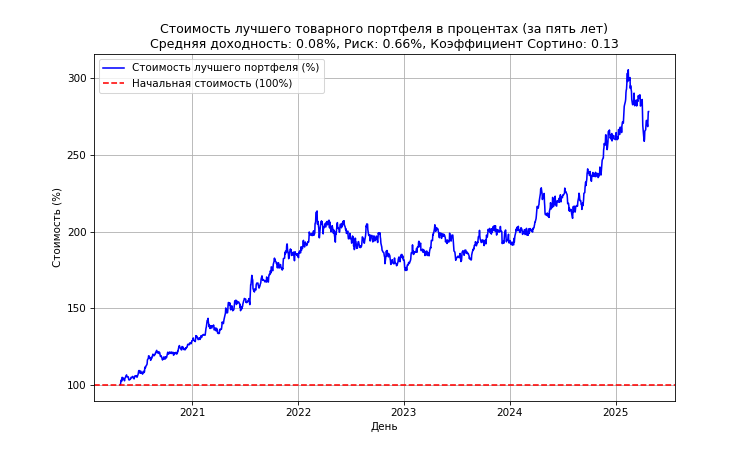 Стоимость лучшего товарного портфеля в процентах (за пять лет)
Средняя доходность: 0.08%, Риск: 0.66%, Коэффициент Сортино: 0.13
Стоимость лучшего портфеля (%)
Начальная стоимость (100%)
Стоимость (%)
300
250
200
150
100
2021
2022
2023
2024
2025
День